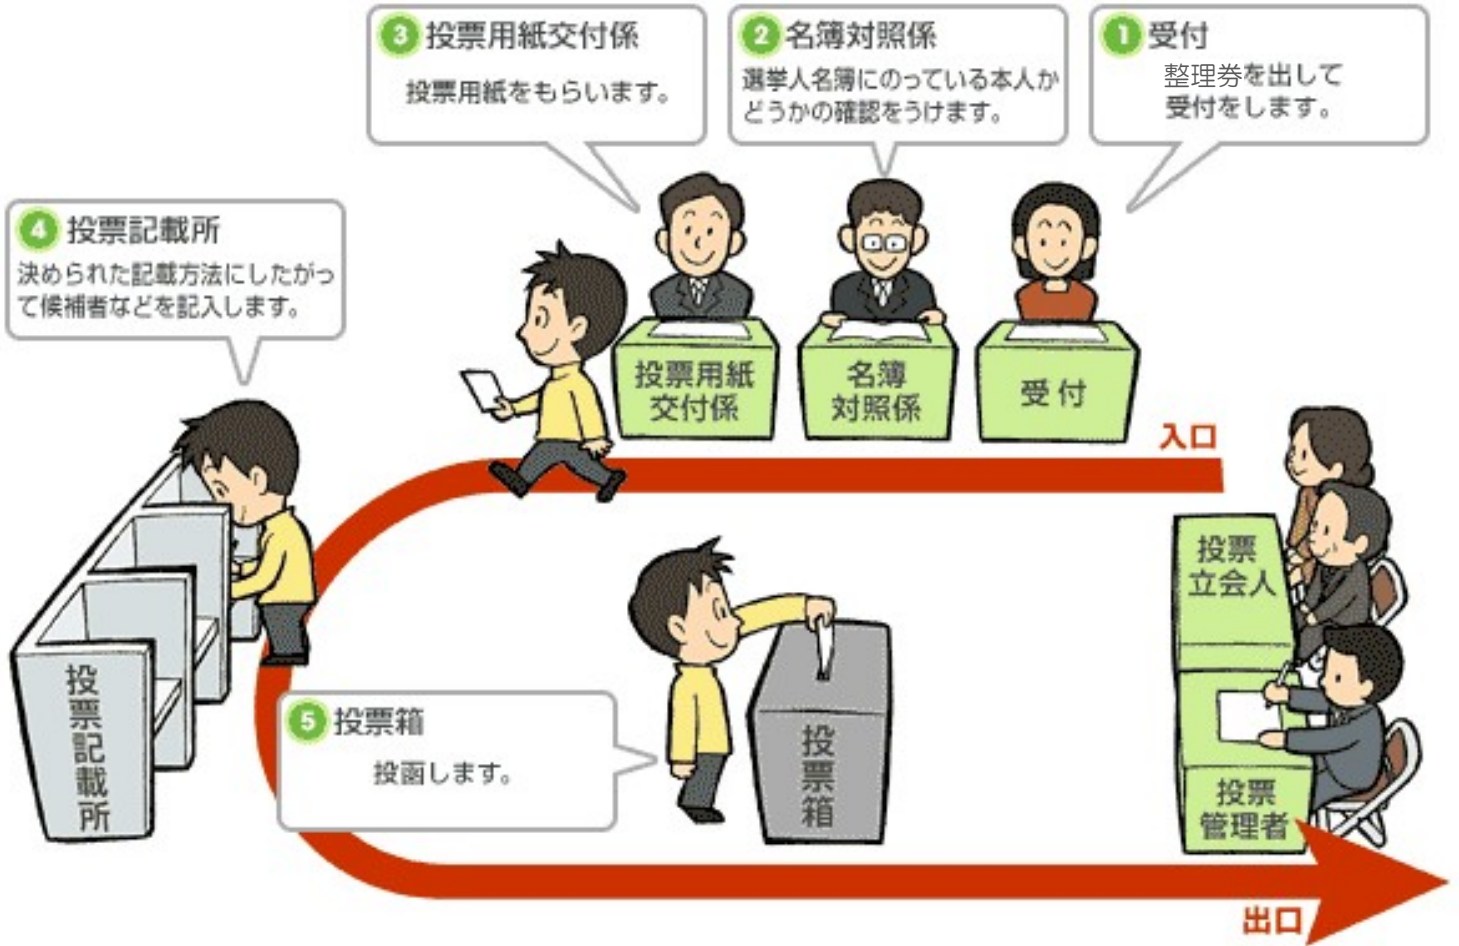 1 受付
整理券を出して
受付をします。
2 名簿対照係
選挙人名簿にのっている本人か
どうかの確認をうけます。
3 投票用紙交付係
投票用紙をもらいます。
4 投票記載所
決められた記載方法にしたがっ
て候補者などを記入します。
投票用紙
交付係
名簿
対照係
受付
入口
投票
立会人
投票記載所
5 投票箱
投函します。
投票箱
投票
管理者
出口